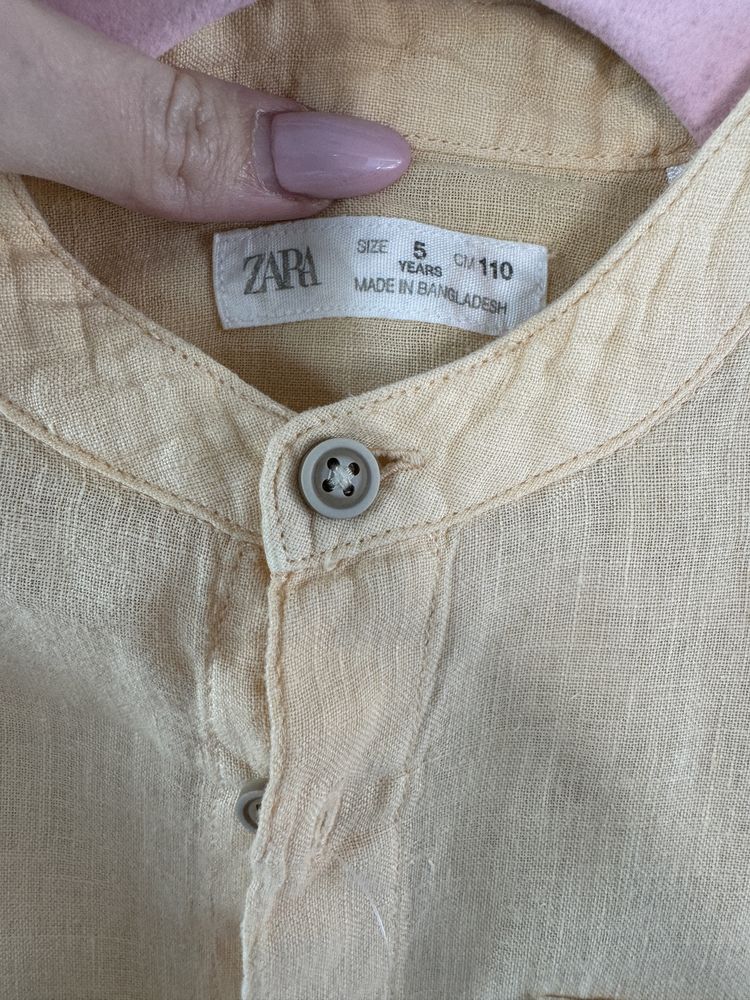 ZARA
SIZE 5 YEARS CM 110
MADE IN BANGLADESH